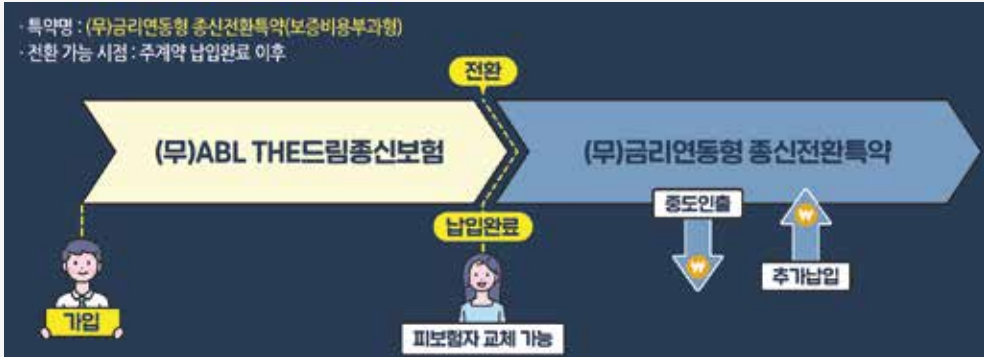 · 특약명 : (무)금리연동형 종신전환특약(보증비용부과형)
· 전환 가능 시점 : 주계약 납입완료 이후
전환
(무)ABL THE드림종신보험
(무)금리연동형 종신전환특약
중도인출
₩
₩
납입완료
추가납입
가입
피보험자 교체 가능